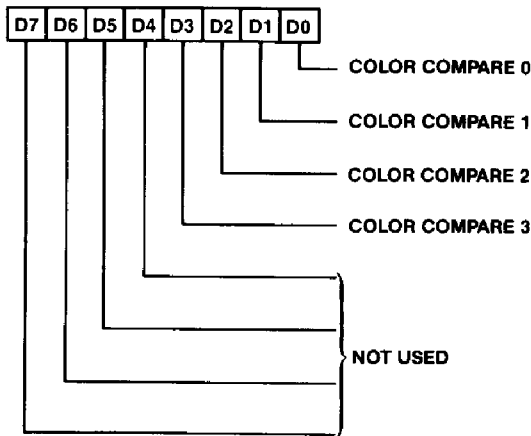 D7 D6 D5 D4 D3 D2 D1 D0
COLOR COMPARE 0
COLOR COMPARE 1
COLOR COMPARE 2
COLOR COMPARE 3
NOT USED